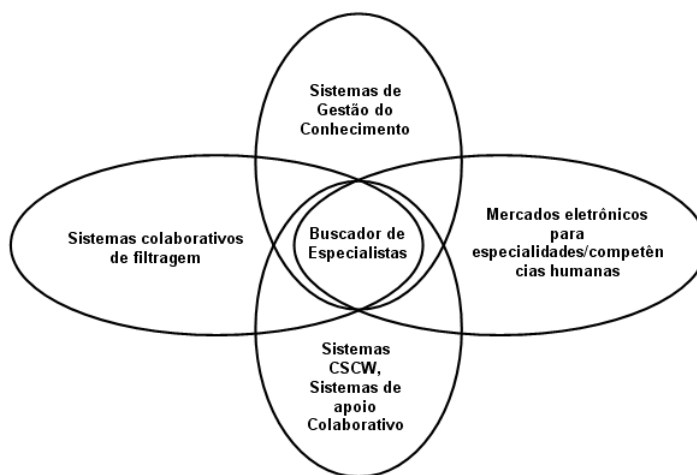 Sistemas de
Gestão do
Conhecimento
Sistemas colaborativos
de filtragem
Buscador de
Especialistas
Mercados eletrônicos
para
especialidades/competên
cias humanas
Sistemas
CSCW,
Sistemas de
apoio
Colaborativo